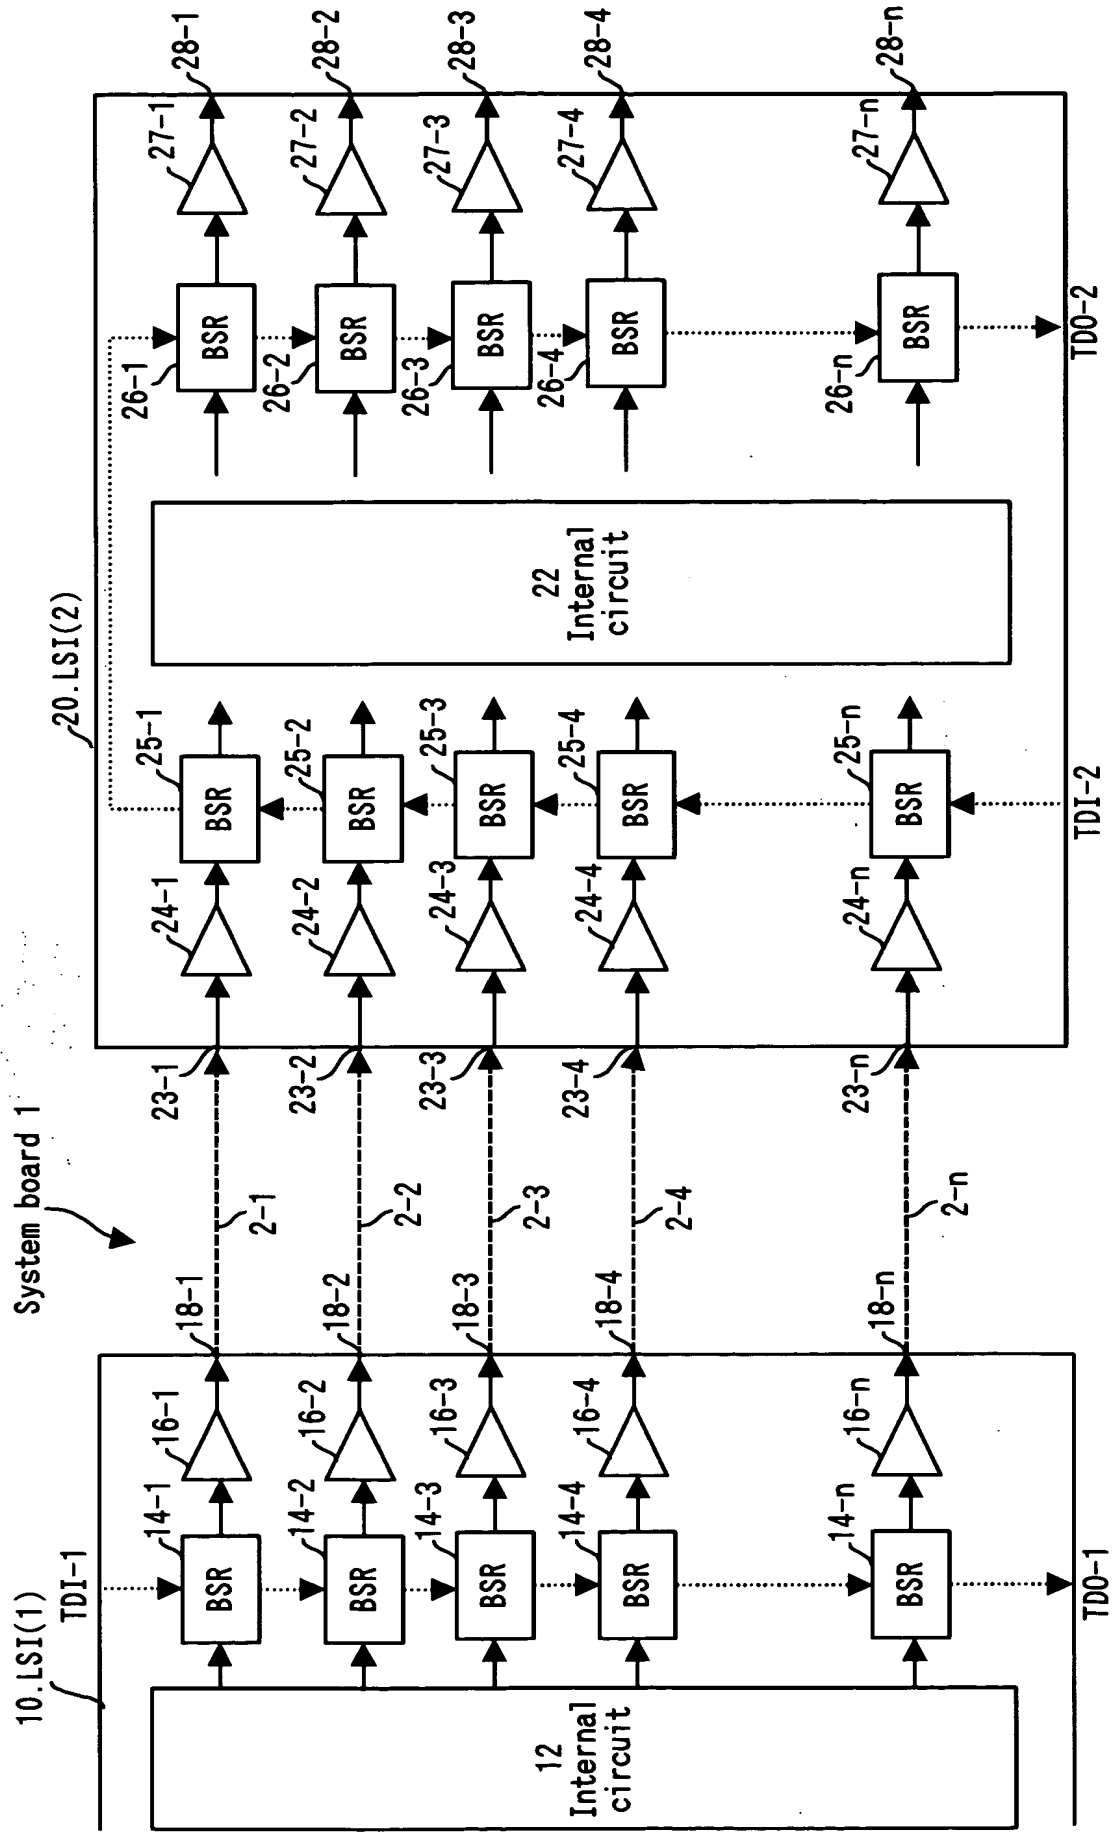 System board 1
10.LSI(1)
TDI-1
12
Internal
circuit
BSR
14-1
16-1
18-1
2-1
BSR
14-2
16-2
18-2
2-2
BSR
14-3
16-3
18-3
2-3
BSR
14-4
16-4
18-4
2-4
BSR
14-n
16-n
18-n
2-n
TDO-1
20.LSI(2)
23-1
24-1
25-1
BSR
23-2
24-2
25-2
BSR
23-3
24-3
25-3
BSR
23-4
24-4
25-4
BSR
23-n
24-n
25-n
BSR
TDI-2
22
Internal
circuit
26-1
BSR
27-1
28-1
26-2
BSR
27-2
28-2
26-3
BSR
27-3
28-3
26-4
BSR
27-4
28-4
26-n
BSR
27-n
28-n
TDO-2